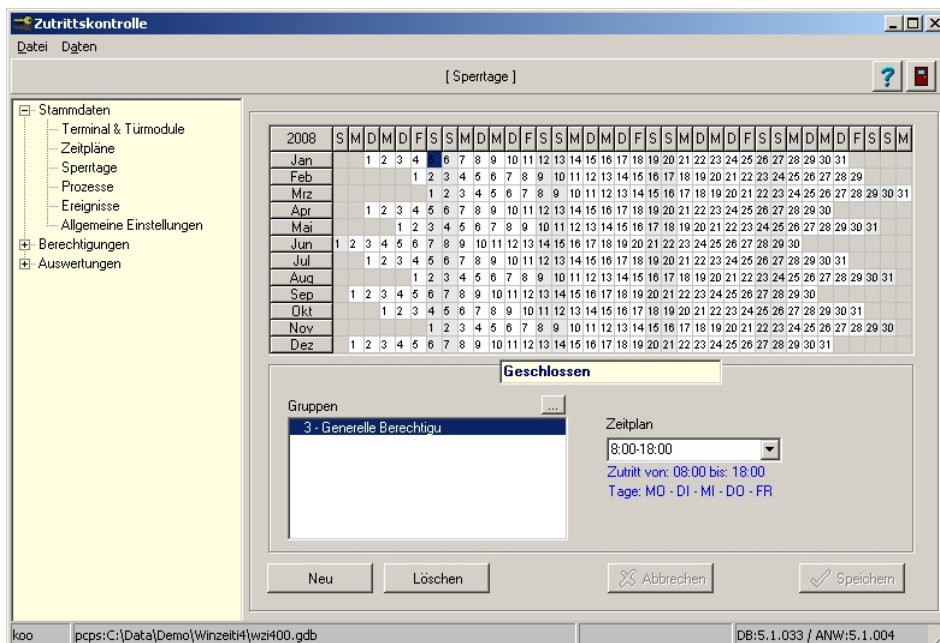 Zutrittskontrolle
Datei Daten
[ Sperrtage ]
Stammdaten
Terminal & Türmodule
Zeitpläne
Sperrtage
Prozesse
Ereignisse
Allgemeine Einstellungen
Berechtigungen
Auswertungen
2008 S M D M D F S S M D M D F S S M D M D F S S M D M D F S S M D M D F S S M
Jan 1 2 3 4 5 6 7 8 9 10 11 12 13 14 15 16 17 18 19 20 21 22 23 24 25 26 27 28 29 30 31
Feb 1 2 3 4 5 6 7 8 9 10 11 12 13 14 15 16 17 18 19 20 21 22 23 24 25 26 27 28 29
Mrz 1 2 3 4 5 6 7 8 9 10 11 12 13 14 15 16 17 18 19 20 21 22 23 24 25 26 27 28 29 30 31
Apr 1 2 3 4 5 6 7 8 9 10 11 12 13 14 15 16 17 18 19 20 21 22 23 24 25 26 27 28 29 30
Mai 1 2 3 4 5 6 7 8 9 10 11 12 13 14 15 16 17 18 19 20 21 22 23 24 25 26 27 28 29 30 31
Jun 1 2 3 4 5 6 7 8 9 10 11 12 13 14 15 16 17 18 19 20 21 22 23 24 25 26 27 28 29 30
Jul 1 2 3 4 5 6 7 8 9 10 11 12 13 14 15 16 17 18 19 20 21 22 23 24 25 26 27 28 29 30 31
Aug 1 2 3 4 5 6 7 8 9 10 11 12 13 14 15 16 17 18 19 20 21 22 23 24 25 26 27 28 29 30 31
Sep 1 2 3 4 5 6 7 8 9 10 11 12 13 14 15 16 17 18 19 20 21 22 23 24 25 26 27 28 29 30
Okt 1 2 3 4 5 6 7 8 9 10 11 12 13 14 15 16 17 18 19 20 21 22 23 24 25 26 27 28 29 30 31
Nov 1 2 3 4 5 6 7 8 9 10 11 12 13 14 15 16 17 18 19 20 21 22 23 24 25 26 27 28 29 30
Dez 1 2 3 4 5 6 7 8 9 10 11 12 13 14 15 16 17 18 19 20 21 22 23 24 25 26 27 28 29 30 31
Geschlossen
Gruppen ...
3 - Generelle Berechtigu
Zeitplan
8:00-18:00
Zutritt von: 08:00 bis: 18:00
Tage: MO - DI - MI - DO - FR
Neu Löschen Abbrechen Speichern
koo pcps:C:\Data\Demo\Winzeiti4\wzi400.gdb DB:5.1.033 / ANW:5.1.004